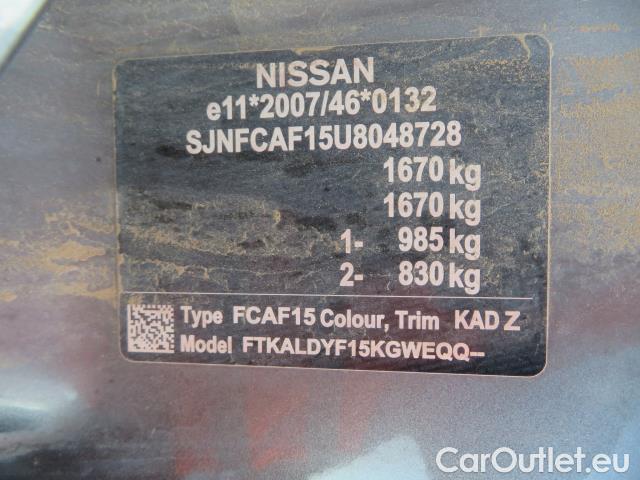 NISSAN
e11*2007/46*0132
SJNFCAF15U8048728
1670 kg
1670 kg
1- 985 kg
2- 830 kg
Type FCAF15 Colour, Trim KAD Z
Model FTKALDYF15KGWEQQ--
CarOutlet.eu